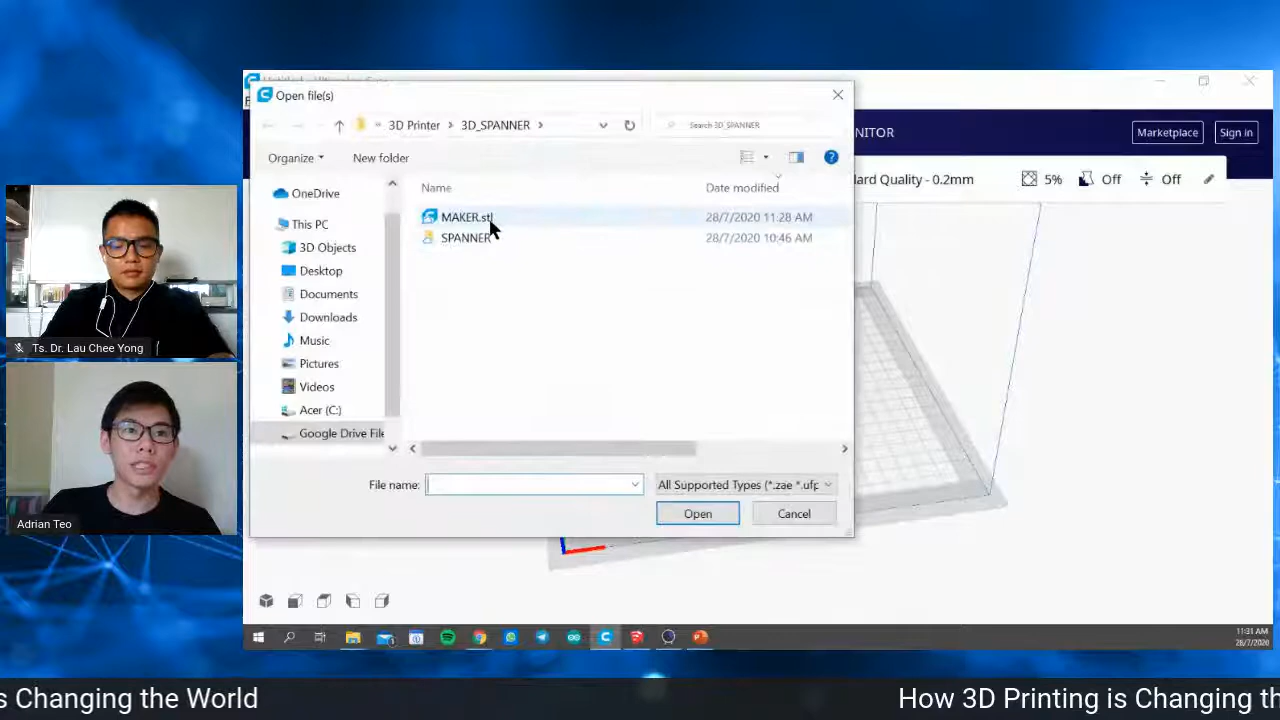 Open file(s)
3D Printer > 3D_SPANNER >
Search 3D_SPANNER
NITOR
Marketplace
Sign in
Organize
New folder
lard Quality - 0.2mm
5%
Off
Off
Name
Date modified
OneDrive
This PC
3D Objects
Desktop
Documents
Downloads
Music
Pictures
Videos
Acer (C:)
Google Drive File
MAKER.stl
28/7/2020 11:28 AM
SPANNER
28/7/2020 10:46 AM
File name:
All Supported Types (*.zae *.ufp
Open
Cancel
Ts. Dr. Lau Chee Yong
Adrian Teo
11:31 AM
28/7/2020
s Changing the World
How 3D Printing is Changing th